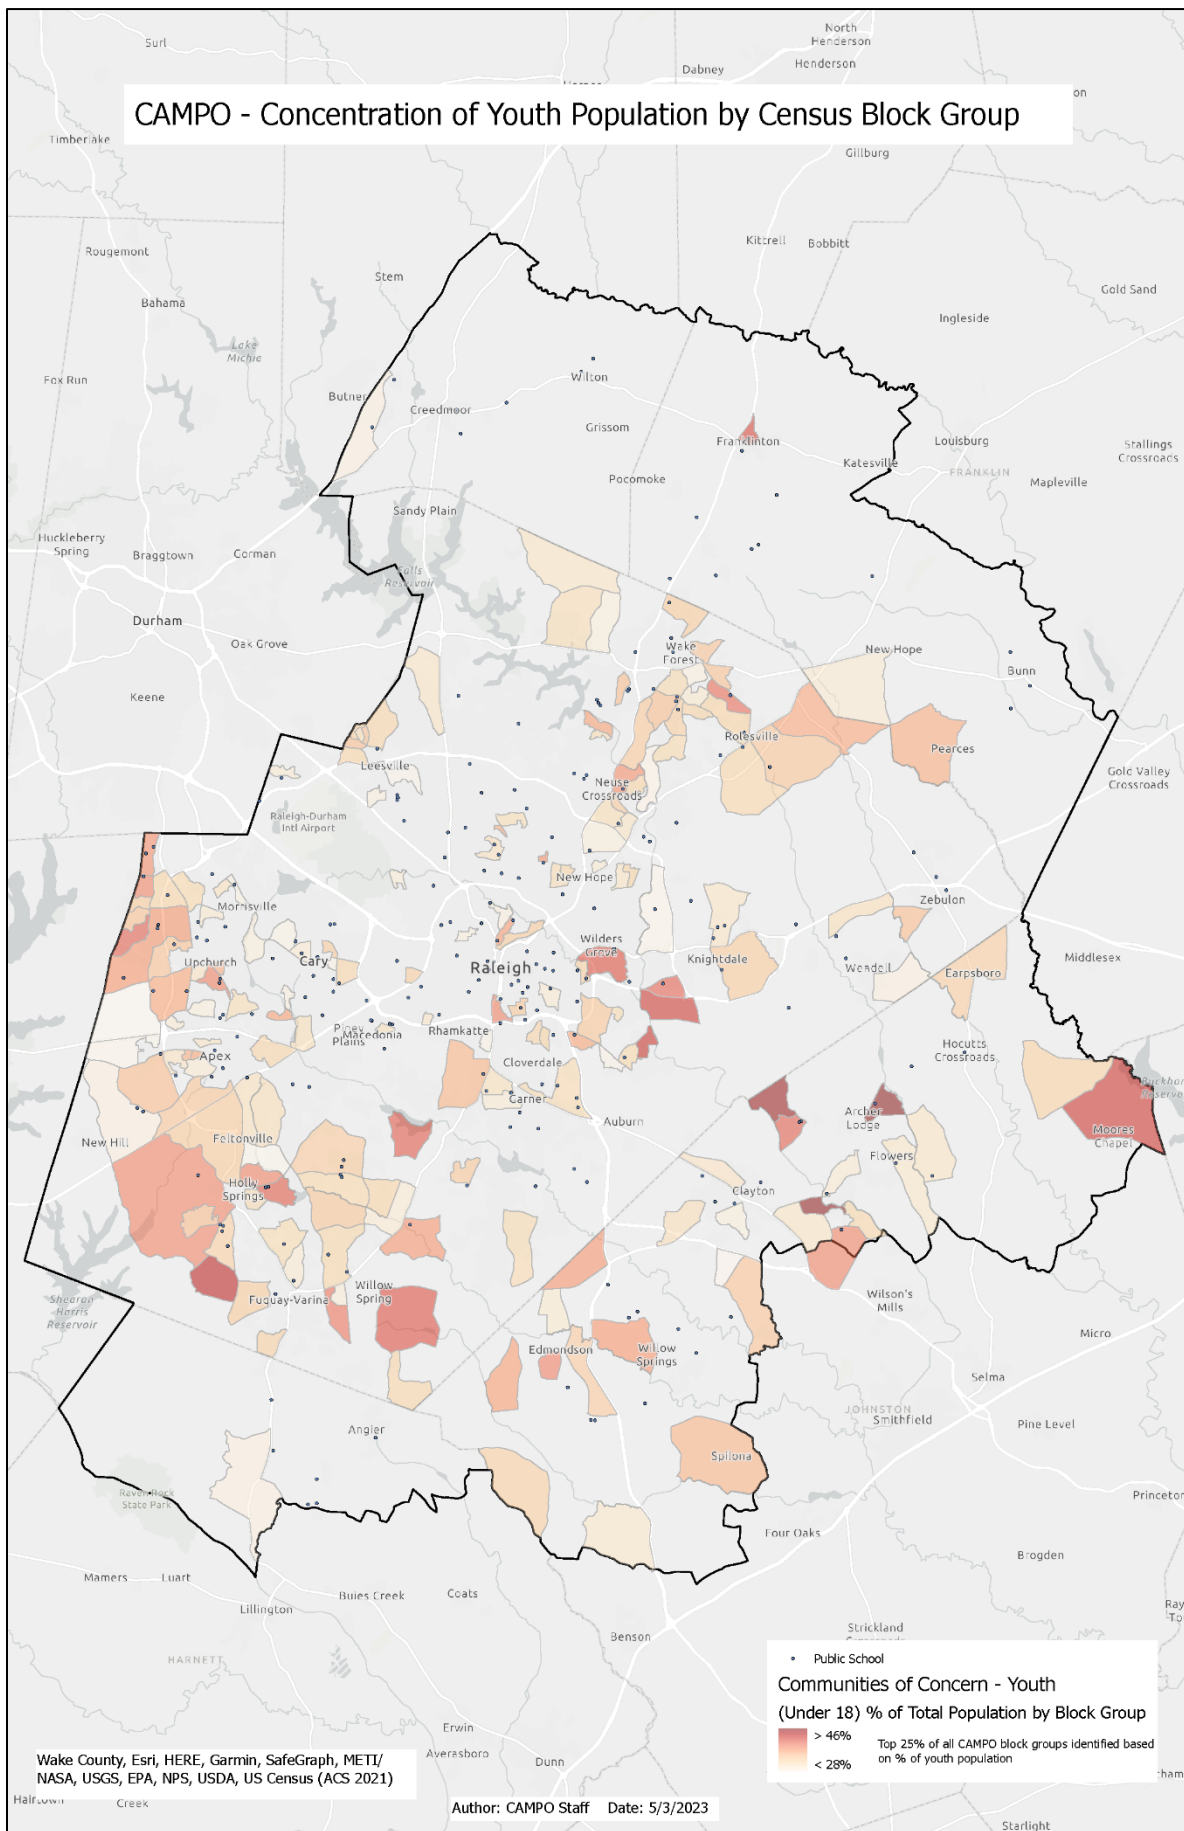 Surl
North
Henderson
Henderson
Dabney
CAMPO - Concentration of Youth Population by Census Block Group
Timberlake
Gillburg
Kittrell
Bobbitt
Rougemont
Stem
Gold Sand
Bahama
Ingleside
Lake
Michie
Fox Run
Wilton
Butner
Creedmoor
Grissom
Franklinton
Louisburg
Stallings
Crossroads
Katesville
FRANKLIN
Pocomoke
Mapleville
Sandy Plain
Huckleberry
Spring
Braggtown
Gorman
Falls
Reservoir
Durham
Oak Grove
Wake
Forest
New Hope
Bunn
Keene
Rolesville
Pearces
Leesville
Gold Valley
Crossroads
Neuse
Crossroads
Raleigh-Durham
Intl Airport
New Hope
Zebulon
Morrisville
Wilders
Grove
Upchurch
Cary
Raleigh
Knightdale
Wendell
Earpsboro
Middlesex
Piney
Plains
Macedonia
Rhamkatte
Apex
Cloverdale
Hocutts
Crossroads
Garner
Auburn
Archer
Lodge
Buckhorn
Reservoir
New Hill
Feltonville
Moores
Chapel
Flowers
Holly
Springs
Clayton
Willow
Spring
Shearon
Harris
Reservoir
Fuquay-Varina
Wilson's
Mills
Micro
Edmondson
Willow
Springs
Selma
JOHNSTON
Smithfield
Pine Level
Angier
Spilona
Raven Rock
State Park
Princeton
Four Oaks
Brogden
Mamers
Luart
Buies Creek
Coats
Lillington
Benson
Strickland
HARNETT
Public School
Communities of Concern - Youth
(Under 18) % of Total Population by Block Group
> 46%
< 28%
Top 25% of all CAMPO block groups identified based
on % of youth population
Erwin
Averasboro
Dunn
Wake County, Esri, HERE, Garmin, SafeGraph, METI/
NASA, USGS, EPA, NPS, USDA, US Census (ACS 2021)
Creek
Author: CAMPO Staff Date: 5/3/2023
Starlight